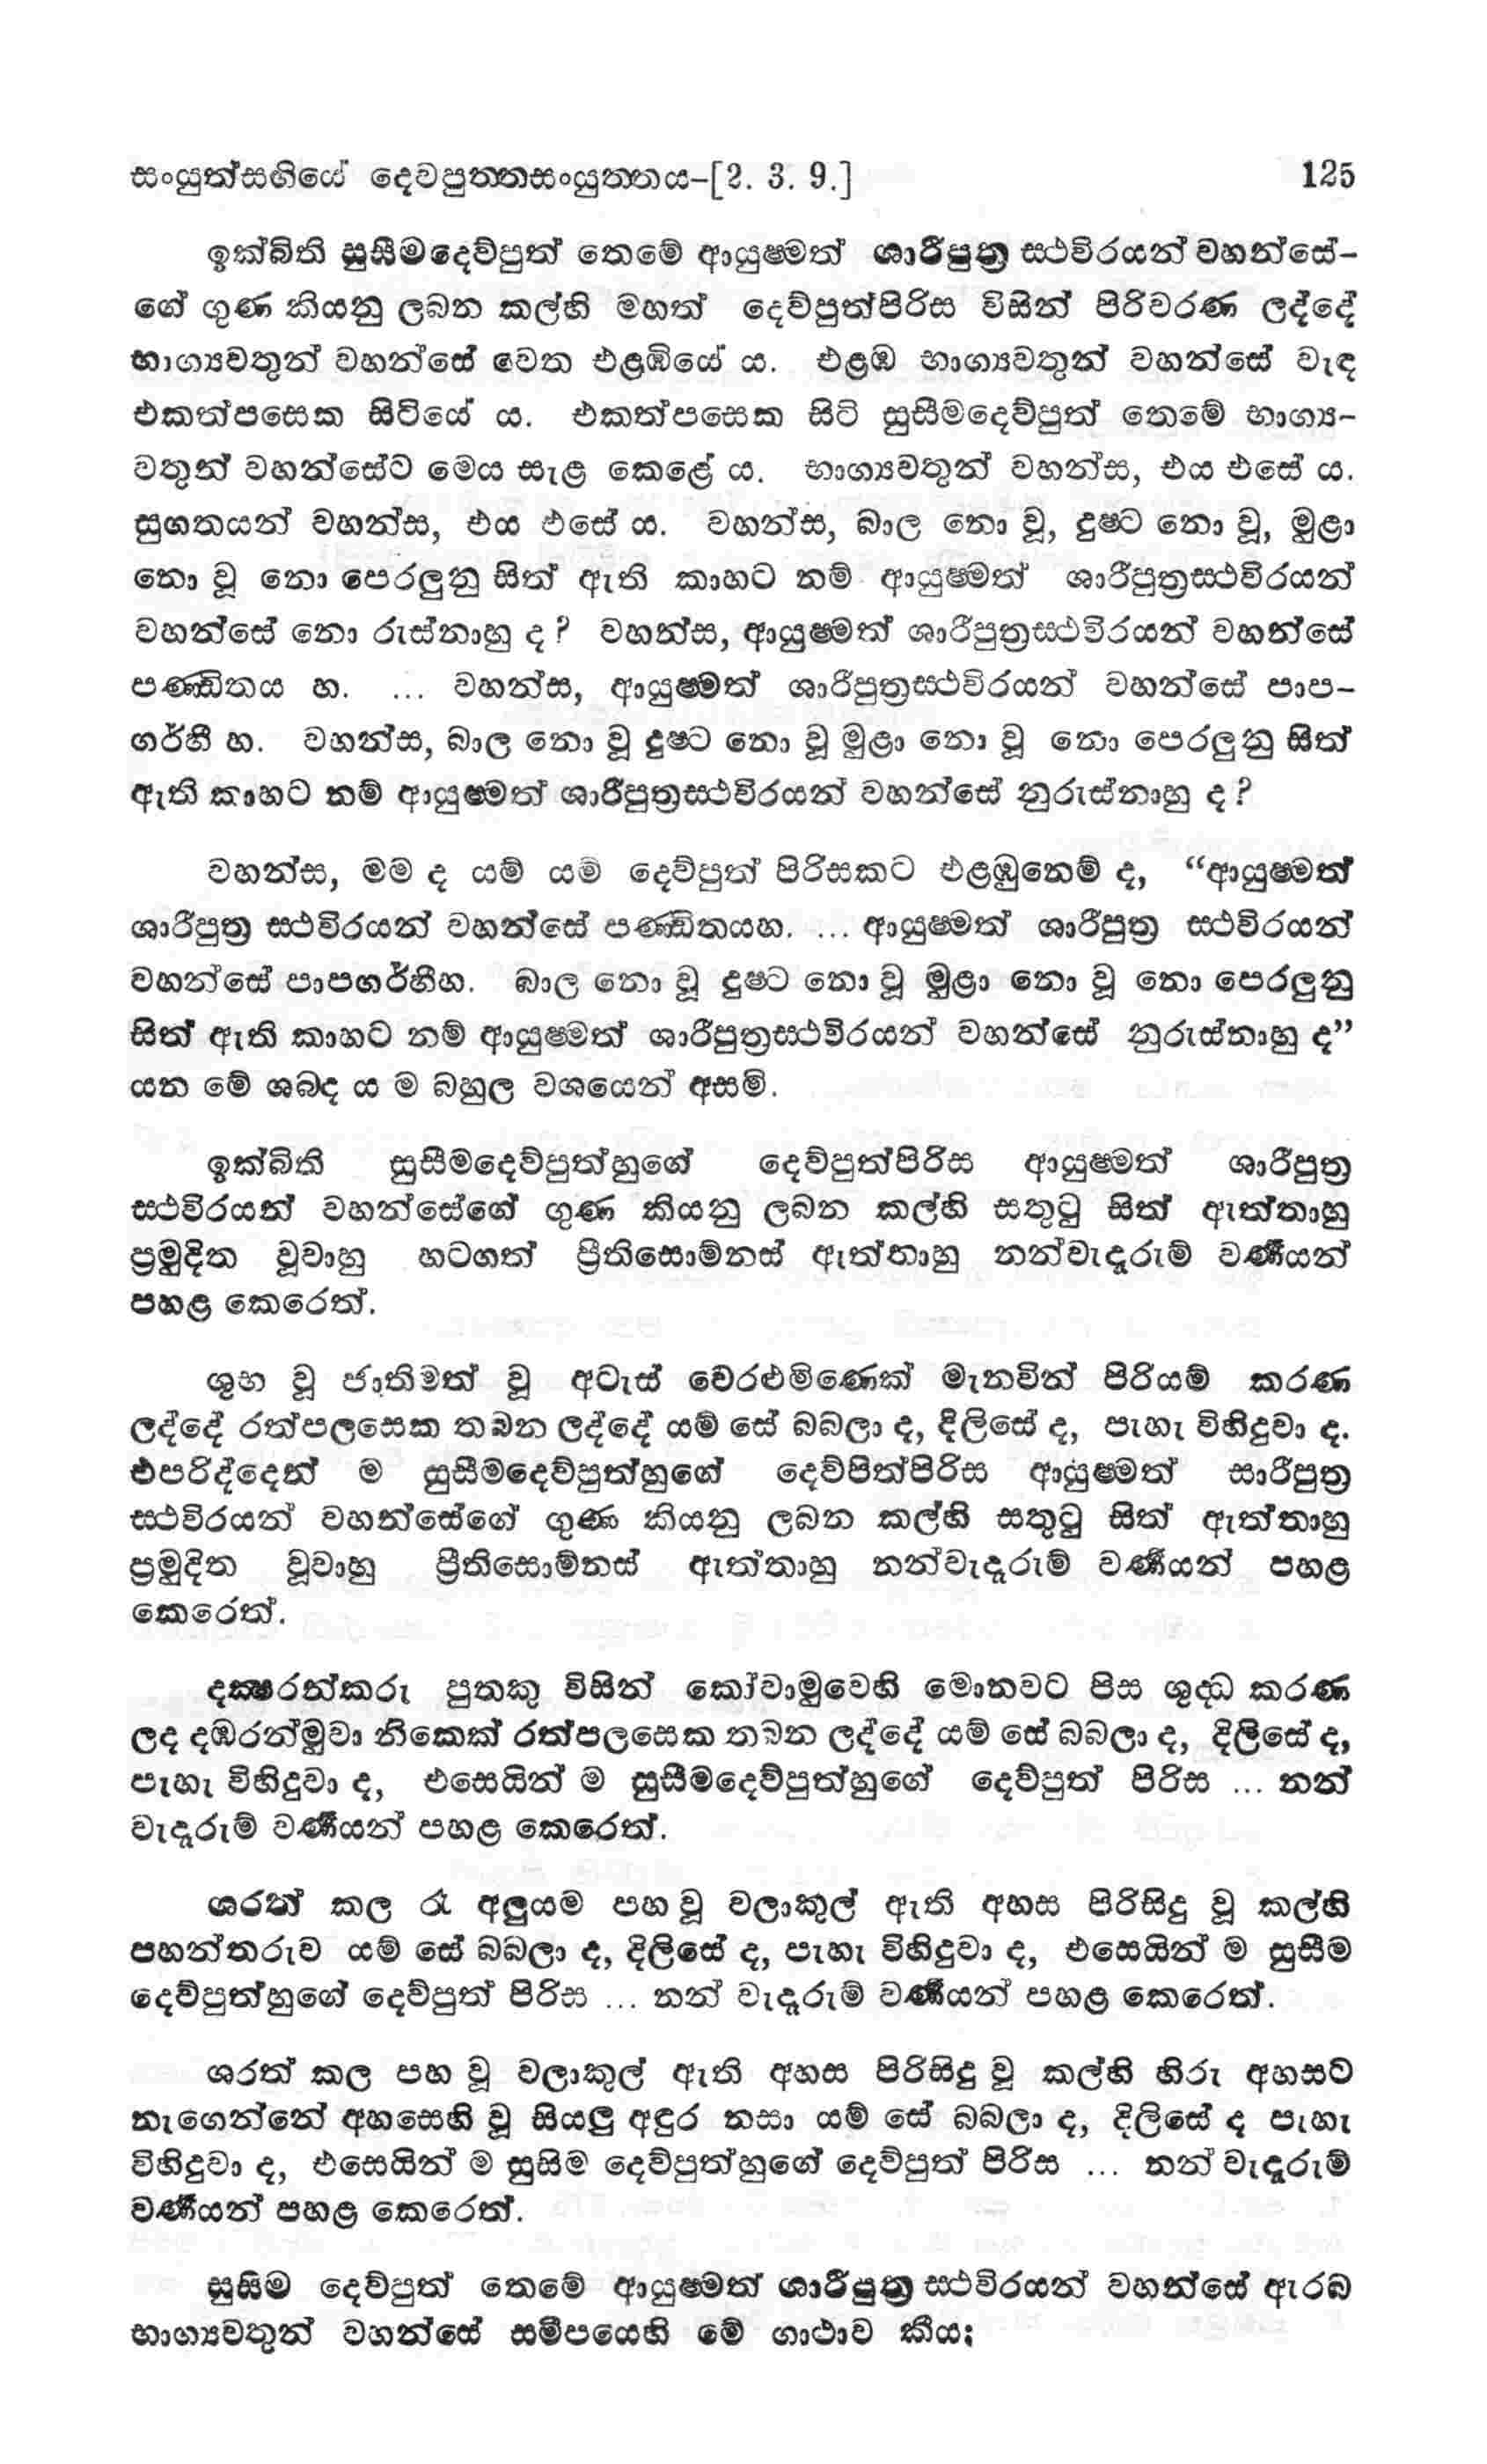 සංයුත්සඟියේ දෙවපුත්තසංයුත්තය–[2. 3. 9.] 125
ඉක්බිති සුසීමදෙව්පුත් තෙමේ ආයුෂ්මත් ශාරීපුත්‍ර ස්ථවිරයන් වහන්සේ–
ගේ ගුණ කියනු ලබන කල්හි මහත් දෙව්පුත්පිරිස විසින් පිරිවරණ ලද්දේ
භාග්‍යවතුන් වහන්සේ වෙත එළඹියේ ය. එළඹ භාග්‍යවතුන් වහන්සේ වැඳ
එකත්පසෙක සිටියේ ය. එකත්පසෙක සිටි සුසීමදෙව්පුත් තෙමේ භාග්‍ය–
වතුන් වහන්සේට මෙය සැළ කෙළේ ය. භාග්‍යවතුන් වහන්ස, එය එසේ ය.
සුගතයන් වහන්ස, එය එසේ ය. වහන්ස, බාල නො වූ, දුෂ්ට නො වූ, මුළා
නො වූ නො පෙරලුනු සිත් ඇති කාහට නම් ආයුෂ්මත් ශාරීපුත්‍රස්ථවිරයන්
වහන්සේ නො රුස්නාහු ද? වහන්ස, ආයුෂ්මත් ශාරීපුත්‍රස්ථවිරයන් වහන්සේ
පණ්ඩිතය හ. ... වහන්ස, ආයුෂ්මත් ශාරීපුත්‍රස්ථවිරයන් වහන්සේ පාප–
ගර්හී හ. වහන්ස, බාල නො වූ දුෂ්ට නො වූ මුළා නො වූ නො පෙරලුනු සිත්
ඇති කාහට නම් ආයුෂ්මත් ශාරීපුත්‍රස්ථවිරයන් වහන්සේ නුරුස්නාහු ද?
වහන්ස, මම ද යම් යම් දෙව්පුත් පිරිසකට එළඹුනෙම් ද, “ආයුෂ්මත්
ශාරීපුත්‍ර ස්ථවිරයන් වහන්සේ පණ්ඩිතයහ. ... ආයුෂ්මත් ශාරීපුත්‍ර ස්ථවිරයන්
වහන්සේ පාපගර්හීහ. බාල නො වූ දුෂ්ට නො වූ මුළා නො වූ නො පෙරලුනු
සිත් ඇති කාහට නම් ආයුෂ්මත් ශාරීපුත්‍රස්ථවිරයන් වහන්සේ නුරුස්නාහු ද”
යන මේ ශබ්ද ය ම බහුල වශයෙන් අසමි.
ඉක්බිති සුසීමදෙව්පුත්හුගේ දෙව්පුත්පිරිස ආයුෂ්මත් ශාරීපුත්‍ර
ස්ථවිරයන් වහන්සේගේ ගුණ කියනු ලබන කල්හි සතුටු සිත් ඇත්තාහු
ප්‍රමුදිත වූවාහු හටගත් ප්‍රීතිසොම්නස් ඇත්තාහු නන්වැදෑරුම් වර්‍ණයන්
පහළ කෙරෙත්.
ශුභ වූ ජාතිමත් වූ අටැස් වෙරළුමිණෙක් මැනවින් පිරියම් කරණ
ලද්දේ රත්පලසෙක තබන ලද්දේ යම් සේ බබලා ද, දිලිසේ ද, පැහැ විහිදුවා ද.
එපරිද්දෙන් ම සුසීමදෙව්පුත්හුගේ දෙව්පිත්පිරිස ආයුෂ්මත් සාරීපුත්‍ර
ස්ථවිරයන් වහන්සේගේ ගුණ කියනු ලබන කල්හි සතුටු සිත් ඇත්තාහු
ප්‍රමුදිත වූවාහු ප්‍රීතිසොම්නස් ඇත්තාහු නන්වැදෑරුම් වර්‍ණයන් පහළ
කෙරෙත්.
දක්‍ෂරන්කරු පුතකු විසින් කෝවාමුවෙහි මොනවට පිස ශුද්ධ කරණ
ලද දඹරන්මුවා නිකෙක් රත්පලසෙක තබන ලද්දේ යම් සේ බබලා ද, දිලිසේ ද,
පැහැ විහිදුවා ද, එසෙයින් ම සුසීමදෙව්පුත්හුගේ දෙව්පුත් පිරිස ... නන්
වැදෑරුම් වර්‍ණයන් පහළ කෙරෙත්.
ශරත් කල රෑ අලුයම පහ වූ වලාකුල් ඇති අහස පිරිසිදු වූ කල්හි
පහන්තරුව යම් සේ බබලා ද, දිලිසේ ද, පැහැ විහිදුවා ද, එසෙයින් ම සුසීම
දෙව්පුත්හුගේ දෙව්පුත් පිරිස ... නන් වැදෑරුම් වර්‍ණයන් පහළ කෙරෙත්.
ශරත් කල පහ වූ වලාකුල් ඇති අහස පිරිසිදු වූ කල්හි හිරු අහසට
නැගෙන්නේ අහසෙහි වූ සියලු අඳුර නසා යම් සේ බබලා ද, දිලිසේ ද පැහැ
විහිදුවා ද, එසෙයින් ම සුසිම දෙව්පුත්හුගේ දෙව්පුත් පිරිස ... නන් වැදෑරුම්
වර්‍ණයන් පහළ කෙරෙත්.
සුසිම දෙව්පුත් තෙමේ ආයුෂ්මත් ශාරීපුත්‍ර ස්ථවිරයන් වහන්සේ ඇරබ
භාග්‍යවතුන් වහන්සේ සමීපයෙහි මේ ගාථාව කීය;